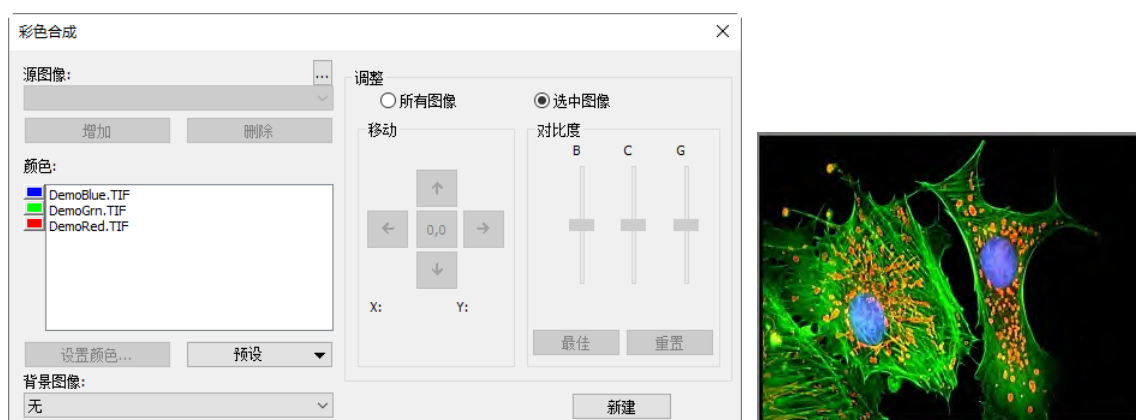 彩色合成
源图像:
...
增加
删除
颜色:
DemoBlue.TIF
DemoGrn.TIF
DemoRed.TIF
设置颜色...
预设
背景图像:
无
调整
所有图像
选中图像
移动
0,0
X:
Y:
对比度
B
C
G
最佳
重置
新建